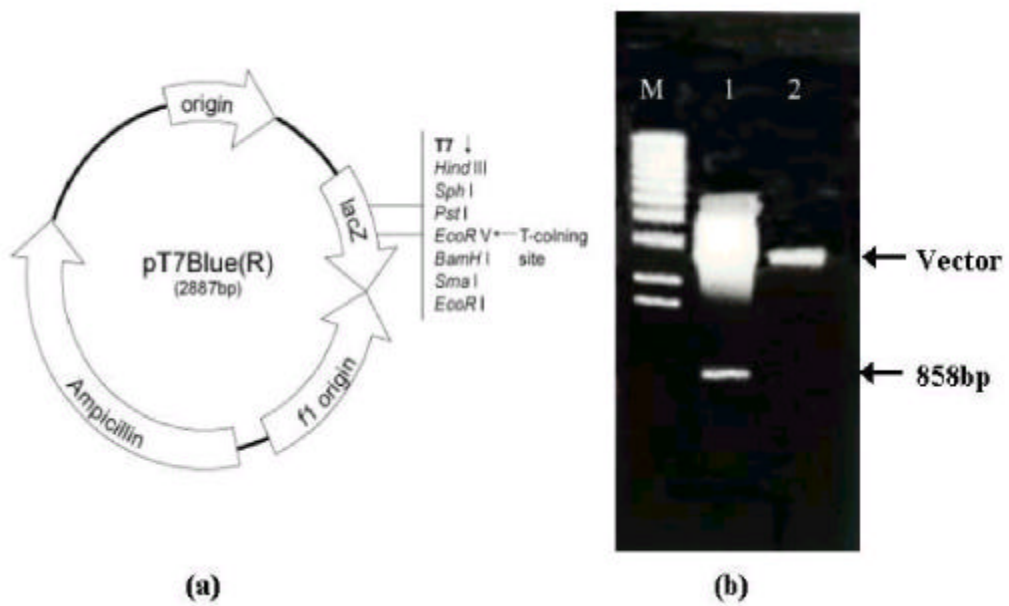 origin
lacZ
f1 origin
Ampicillin
pT7Blue(R)
(2887bp)
T7 ↓
Hind III
Sph I
Pst I
EcoR V ← T-colning
site
BamH I
Sma I
EcoR I
(a)
M 1 2
Vector
858bp
(b)